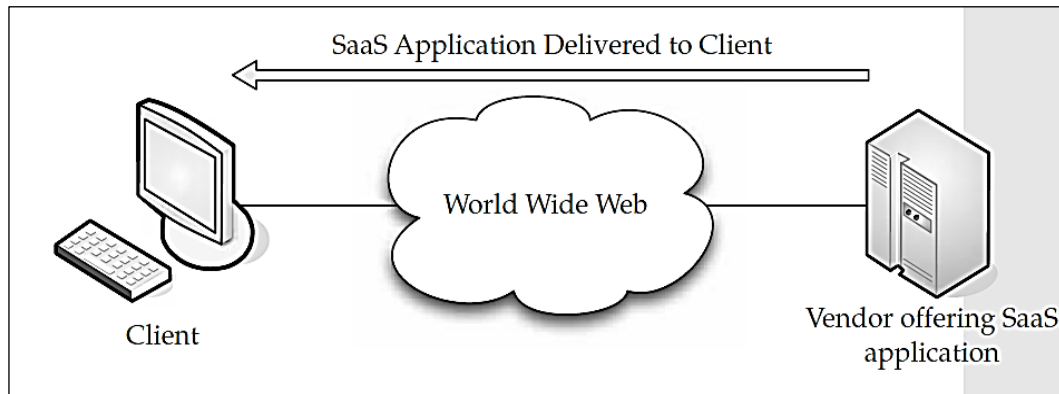 SaaS Application Delivered to Client
World Wide Web
Client
Vendor offering SaaS
application